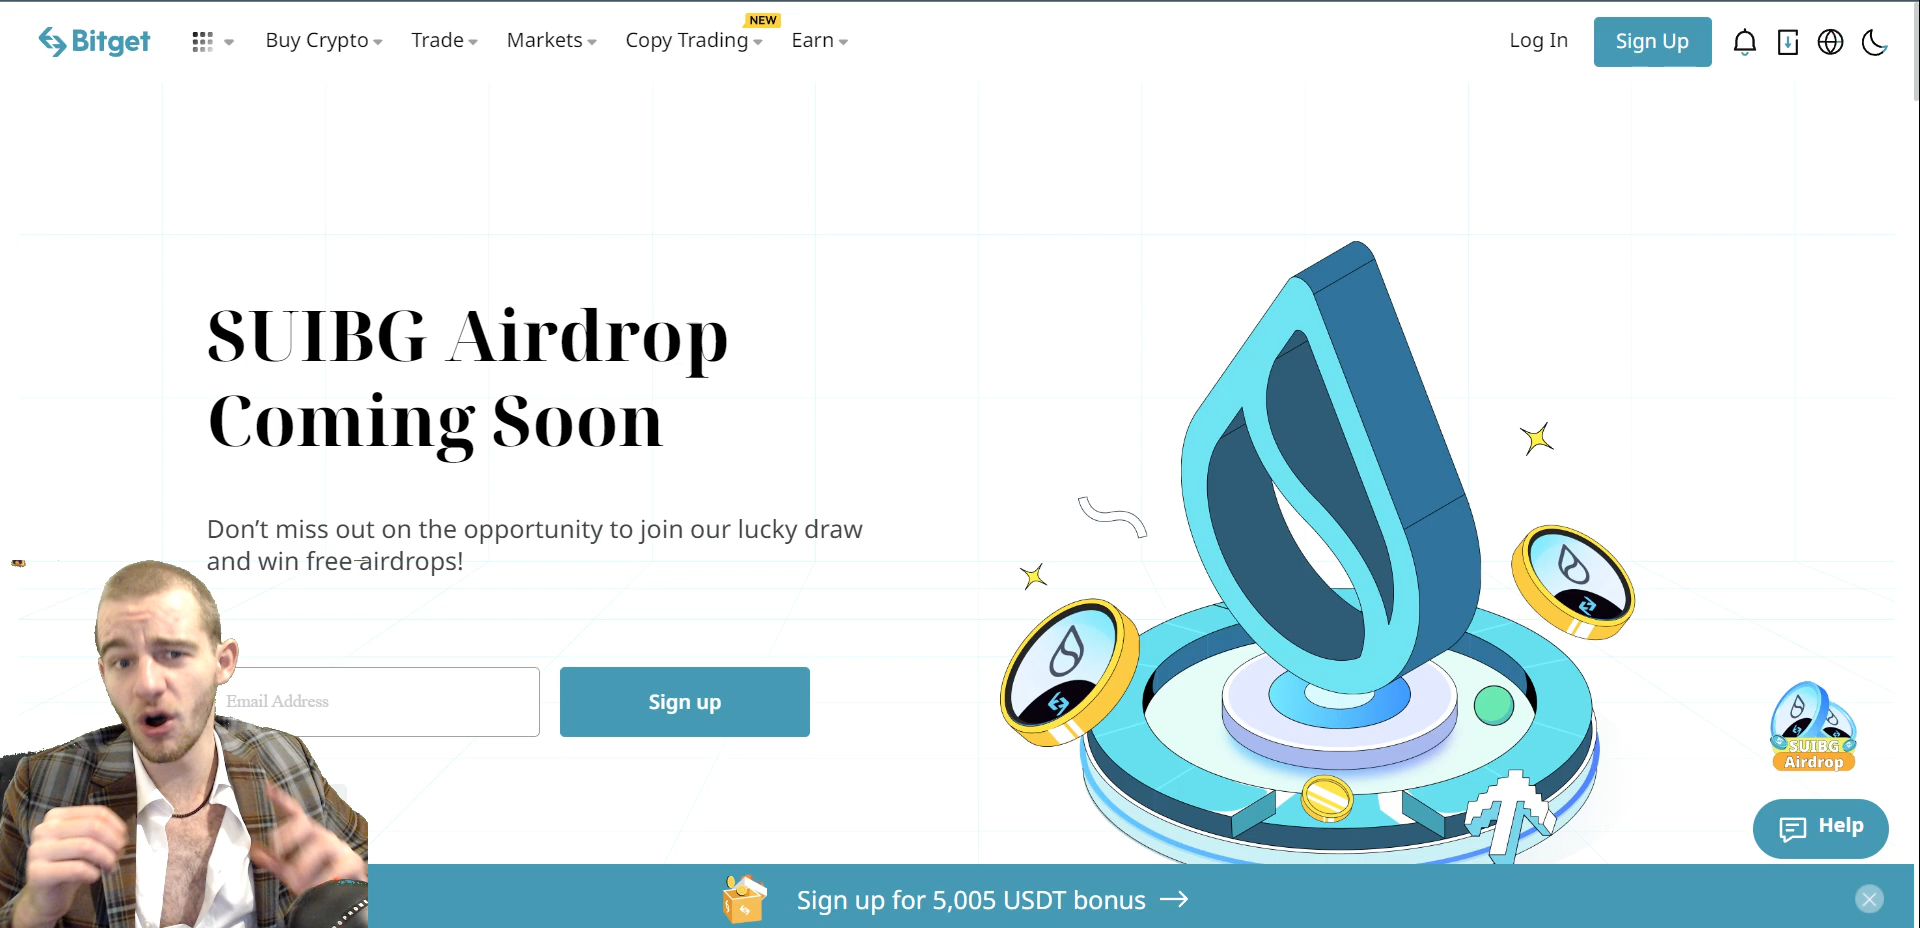 Bitget
Buy Crypto
Trade
Markets
Copy Trading
NEW
Earn
Log In
Sign Up
SUIBG Airdrop
Coming Soon
Don’t miss out on the opportunity to join our lucky draw
and win free airdrops!
Email Address
Sign up
SUIBG
Airdrop
Help
Sign up for 5,005 USDT bonus